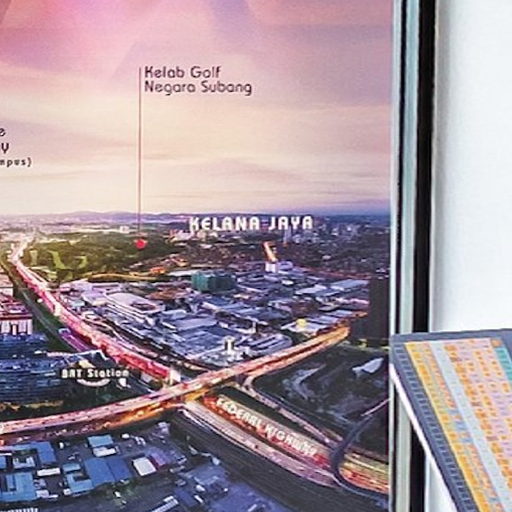 Kelab Golf
Negara Subang
KELANA JAYA
BRT Station
FEDERAL HIGHWAY